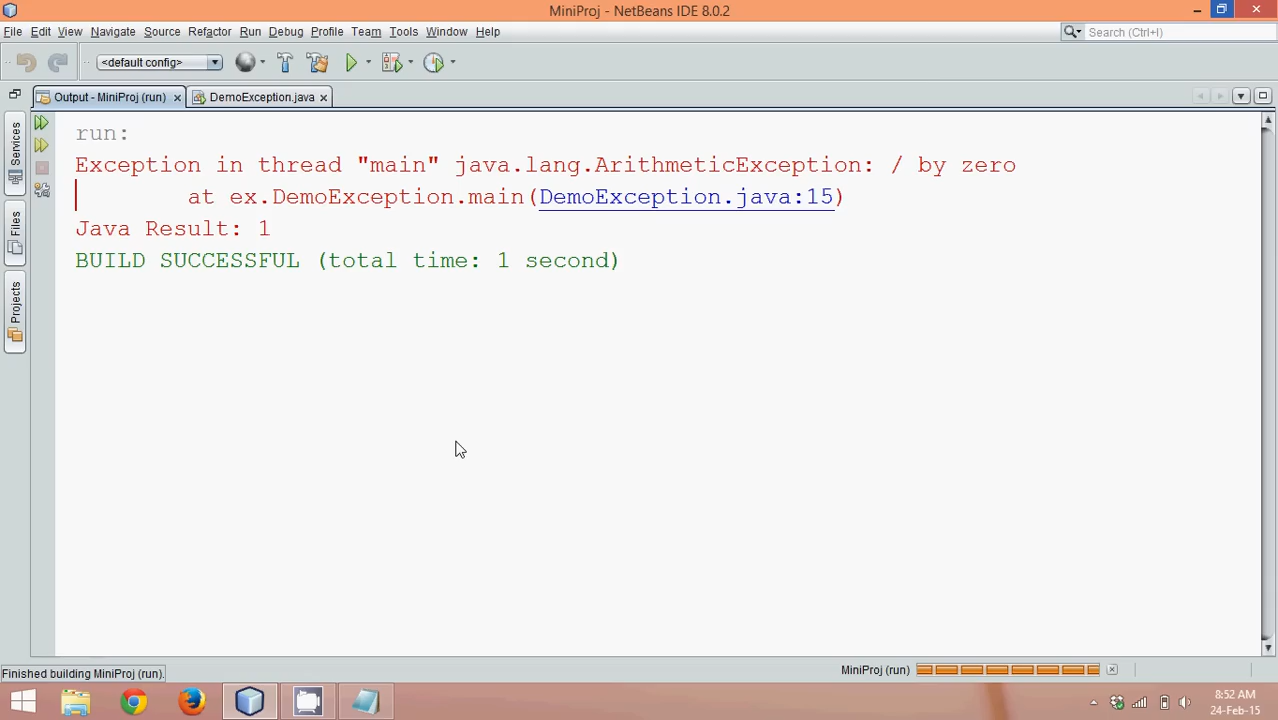 MiniProj - NetBeans IDE 8.0.2
File Edit View Navigate Source Refactor Run Debug Profile Team Tools Window Help
Search (Ctrl+I)
<default config>
Output - MiniProj (run) DemoException.java
Services
Files
Projects
run:
Exception in thread "main" java.lang.ArithmeticException: / by zero
at ex.DemoException.main(DemoException.java:15)
Java Result: 1
BUILD SUCCESSFUL (total time: 1 second)
Finished building MiniProj (run).
MiniProj (run)
8:52 AM
24-Feb-15